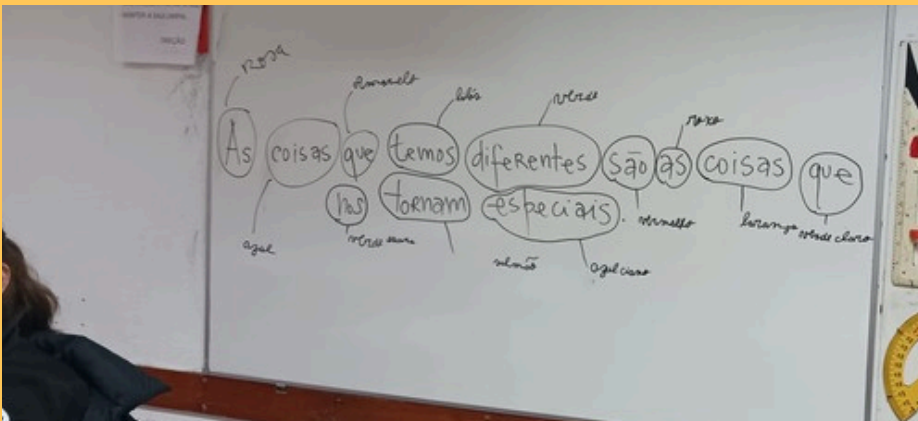 rosa
amarelo
lilás
verde
roxo
As coisas que temos diferentes são as coisas que
nos tornam especiais.
azul
verde escuro
salmão
azul ciano
vermelho
laranja
verde claro